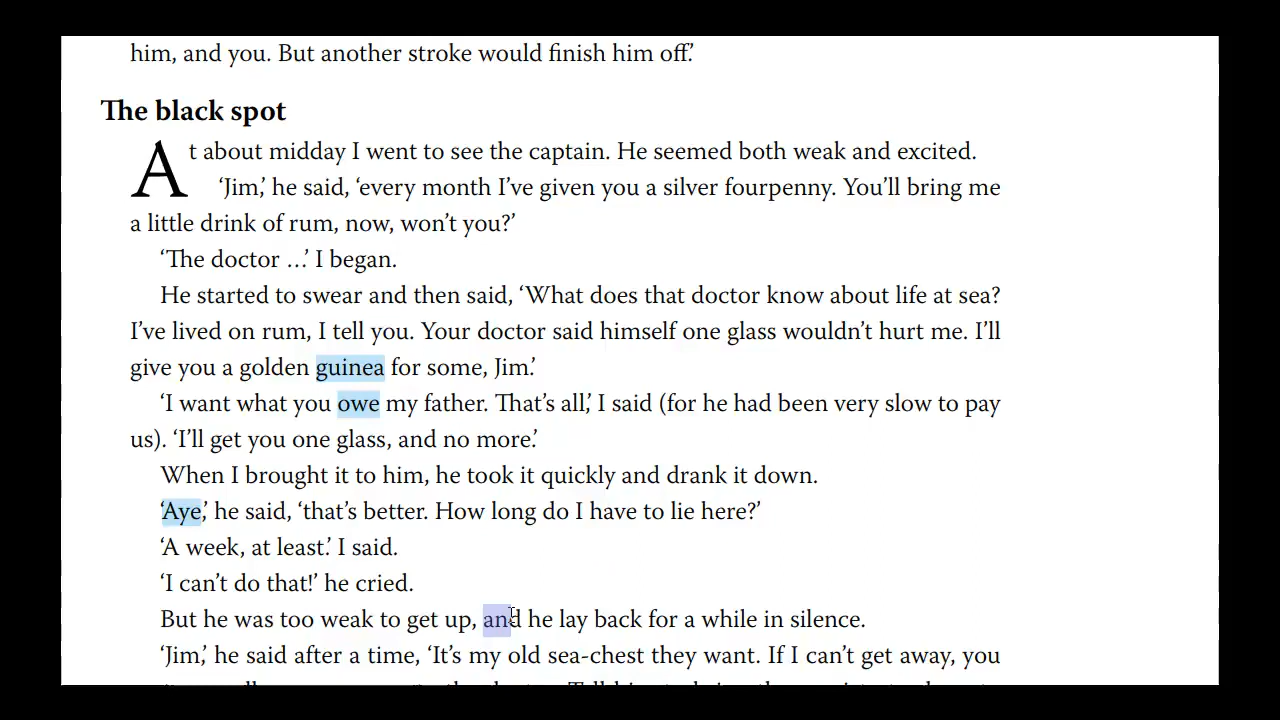 him, and you. But another stroke would finish him off.’
The black spot
At about midday I went to see the captain. He seemed both weak and excited.
‘Jim,’ he said, ‘every month I’ve given you a silver fourpenny. You’ll bring me
a little drink of rum, now, won’t you?’
‘The doctor …’ I began.
He started to swear and then said, ‘What does that doctor know about life at sea?
I’ve lived on rum, I tell you. Your doctor said himself one glass wouldn’t hurt me. I’ll
give you a golden guinea for some, Jim.’
‘I want what you owe my father. That’s all,’ I said (for he had been very slow to pay
us). ‘I’ll get you one glass, and no more.’
When I brought it to him, he took it quickly and drank it down.
‘Aye,’ he said, ‘that’s better. How long do I have to lie here?’
‘A week, at least.’ I said.
‘I can’t do that!’ he cried.
But he was too weak to get up, and he lay back for a while in silence.
‘Jim,’ he said after a time, ‘It’s my old sea-chest they want. If I can’t get away, you